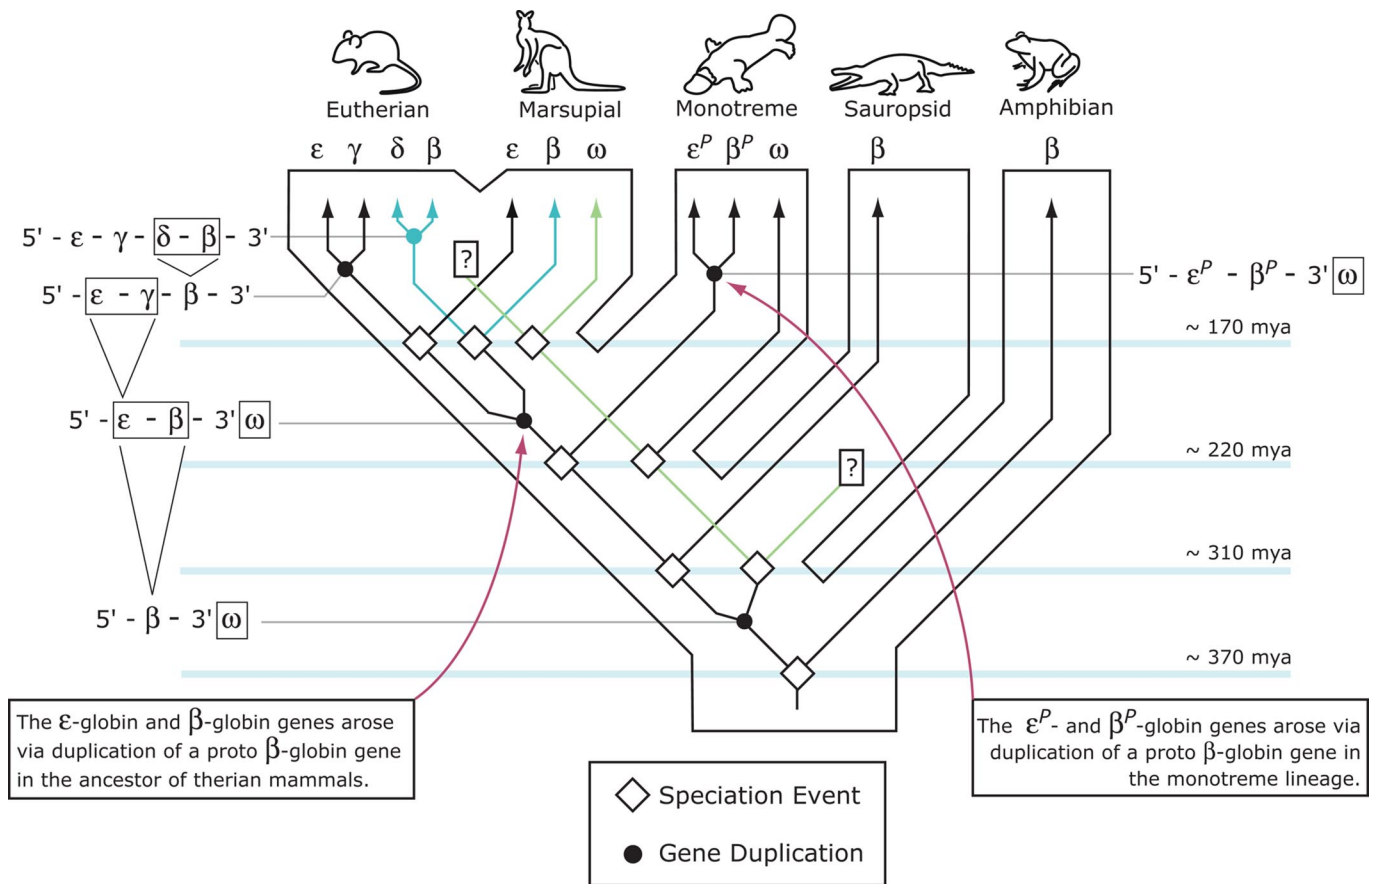 Eutherian Marsupial Monotreme Sauropsid Amphibian
ε γ δ β ε β ω εᴾ βᴾ ω β β
5' - ε - γ - δ - β - 3'
?
5' - ε - γ - β - 3'
5' - εᴾ - βᴾ - 3' ω
~ 170 mya
5' - ε - β - 3' ω
~ 220 mya
?
~ 310 mya
5' - β - 3' ω
~ 370 mya
The ε-globin and β-globin genes arose
via duplication of a proto β-globin gene
in the ancestor of therian mammals.
The εᴾ- and βᴾ-globin genes arose via
duplication of a proto β-globin gene in
the monotreme lineage.
Speciation Event
Gene Duplication